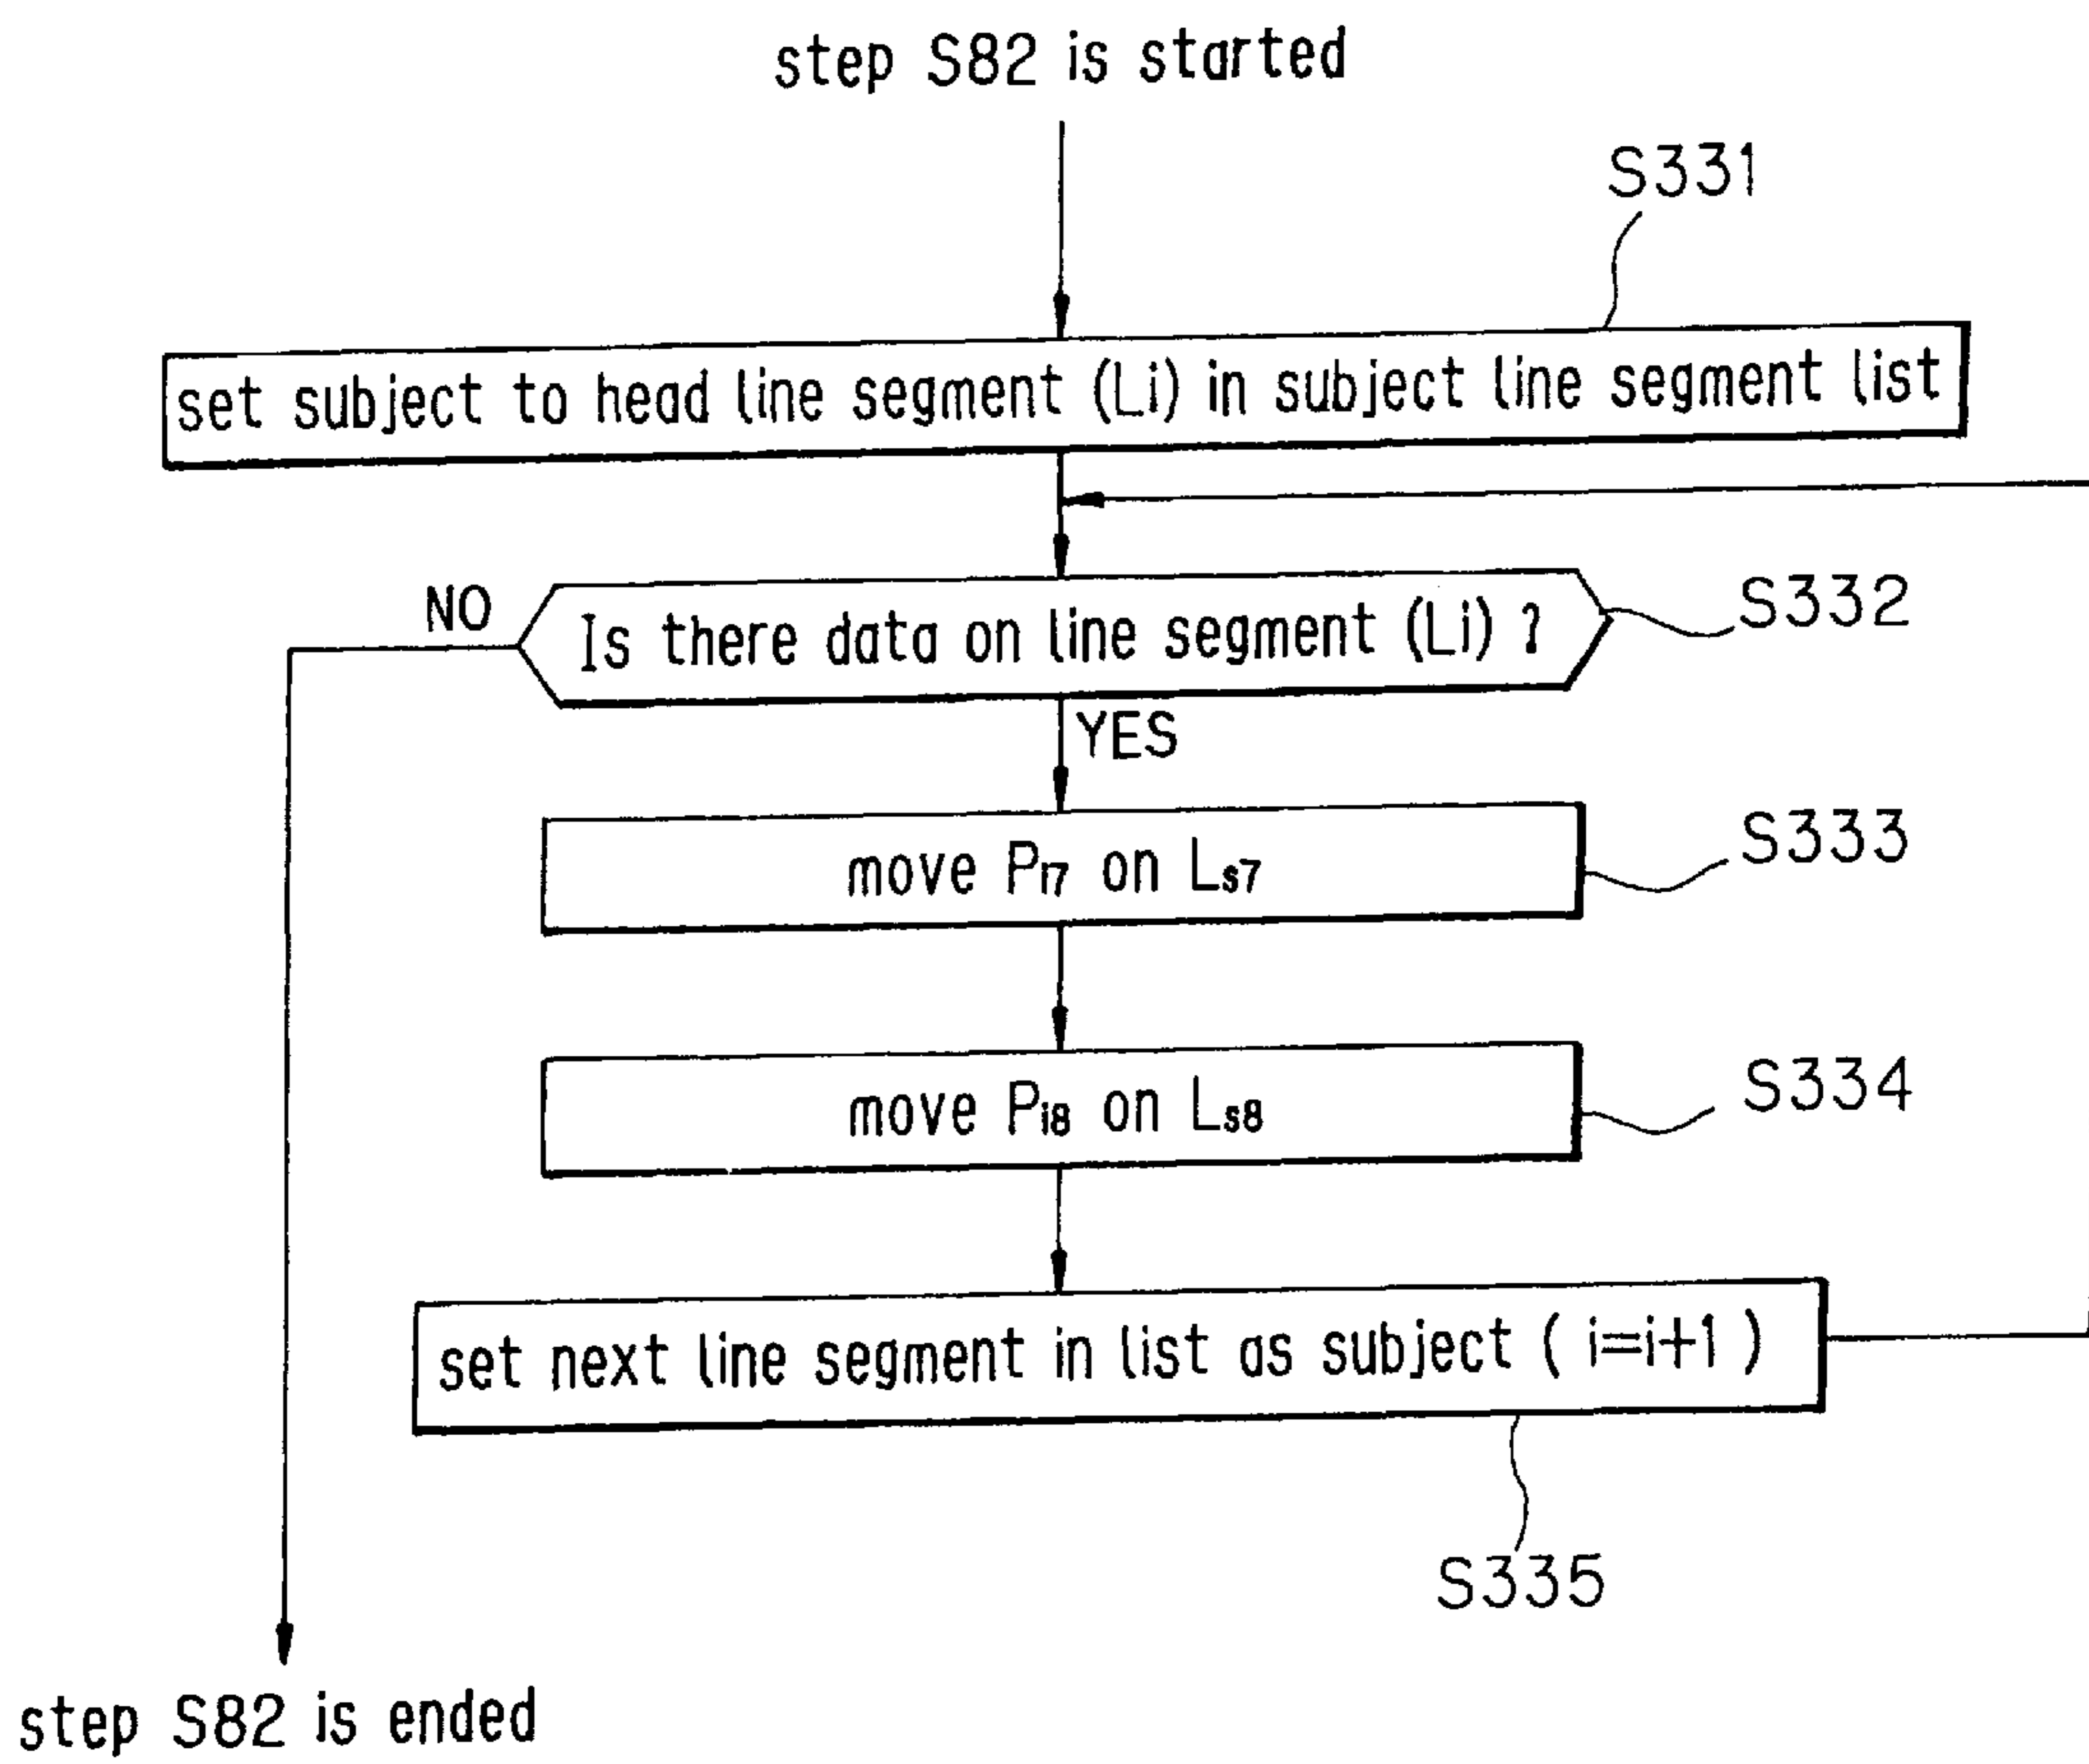 step S82 is started
S331
set subject to head line segment (Li) in subject line segment list
NO
Is there data on line segment (Li) ?
S332
YES
move Pi7 on Ls7
S333
move Pi8 on Ls8
S334
set next line segment in list as subject ( i=i+1 )
S335
step S82 is ended